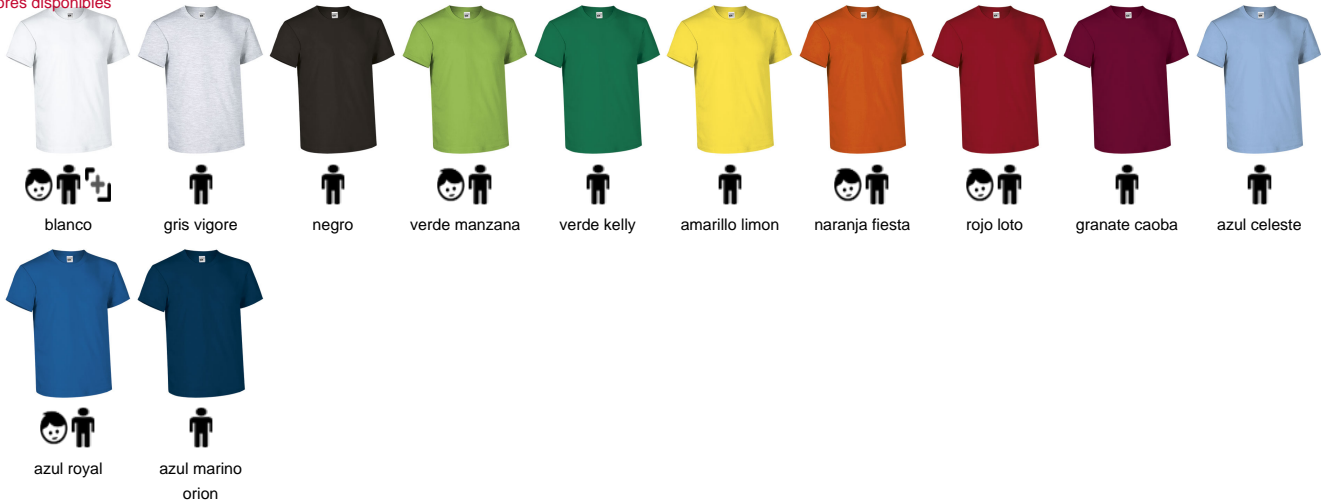 ores disponibles
blanco
gris vigore
negro
verde manzana
verde kelly
amarillo limon
naranja fiesta
rojo loto
granate caoba
azul celeste
azul royal
azul marino
orion